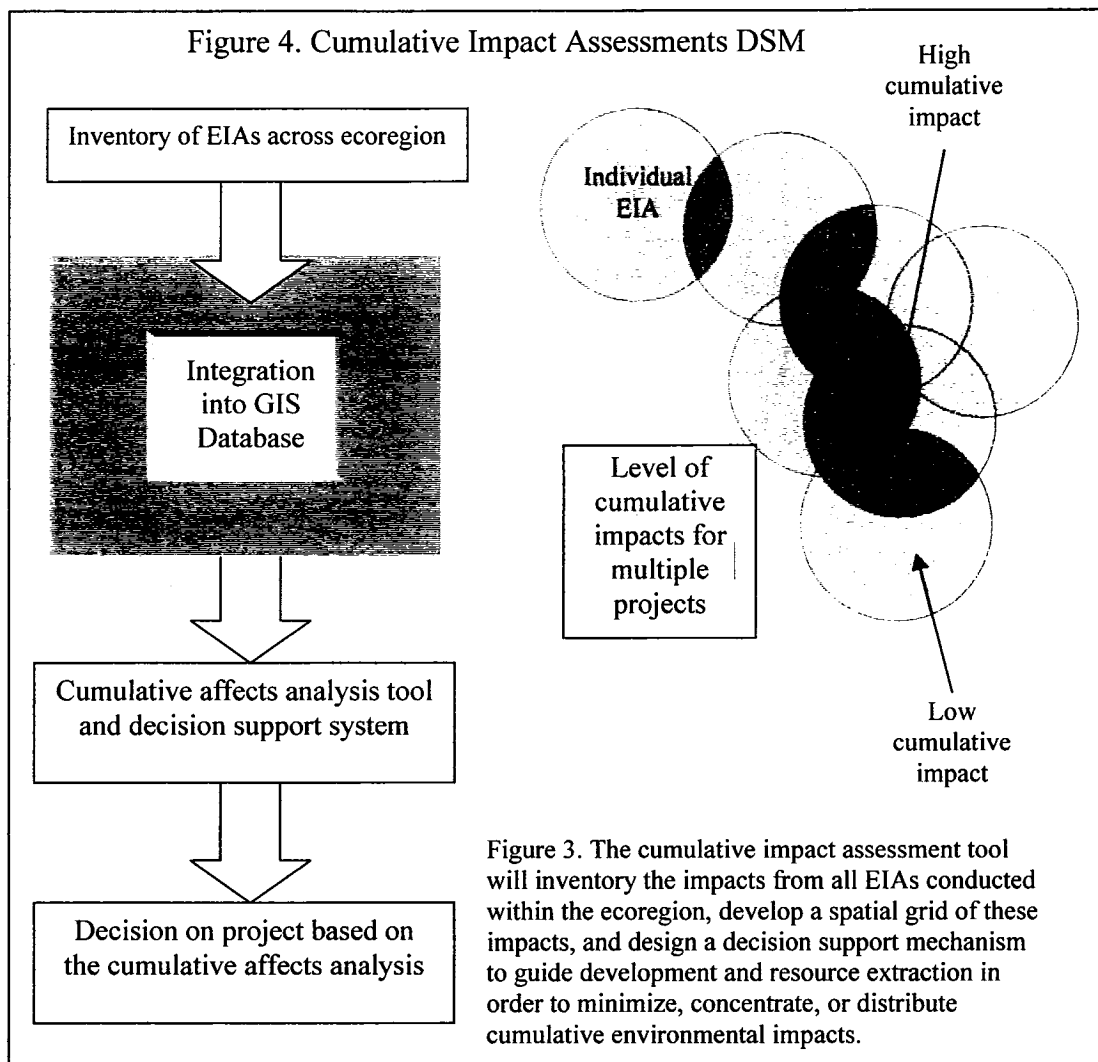 Figure 4. Cumulative Impact Assessments DSM
Inventory of EIAs across ecoregion
Integration
into GIS
Database
Cumulative affects analysis tool
and decision support system
Decision on project based on
the cumulative affects analysis
High
cumulative
impact
Individual
EIA
Level of
cumulative
impacts for
multiple
projects
Low
cumulative
impact
Figure 3. The cumulative impact assessment tool
will inventory the impacts from all EIAs conducted
within the ecoregion, develop a spatial grid of these
impacts, and design a decision support mechanism
to guide development and resource extraction in
order to minimize, concentrate, or distribute
cumulative environmental impacts.